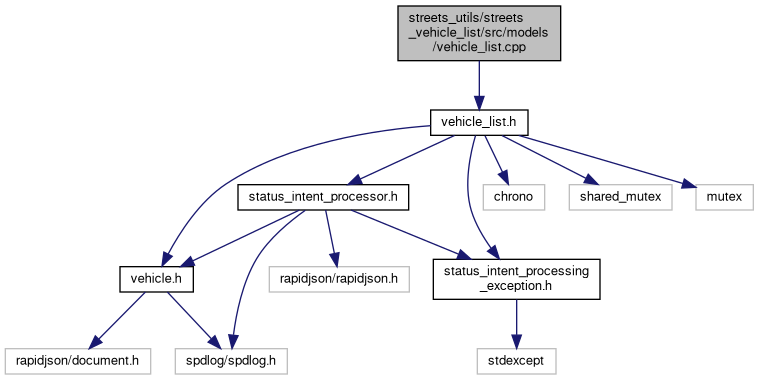 streets_utils/streets
_vehicle_list/src/models
/vehicle_list.cpp
vehicle_list.h
status_intent_processor.h
chrono
shared_mutex
mutex
vehicle.h
rapidjson/rapidjson.h
status_intent_processing
_exception.h
rapidjson/document.h
spdlog/spdlog.h
stdexcept